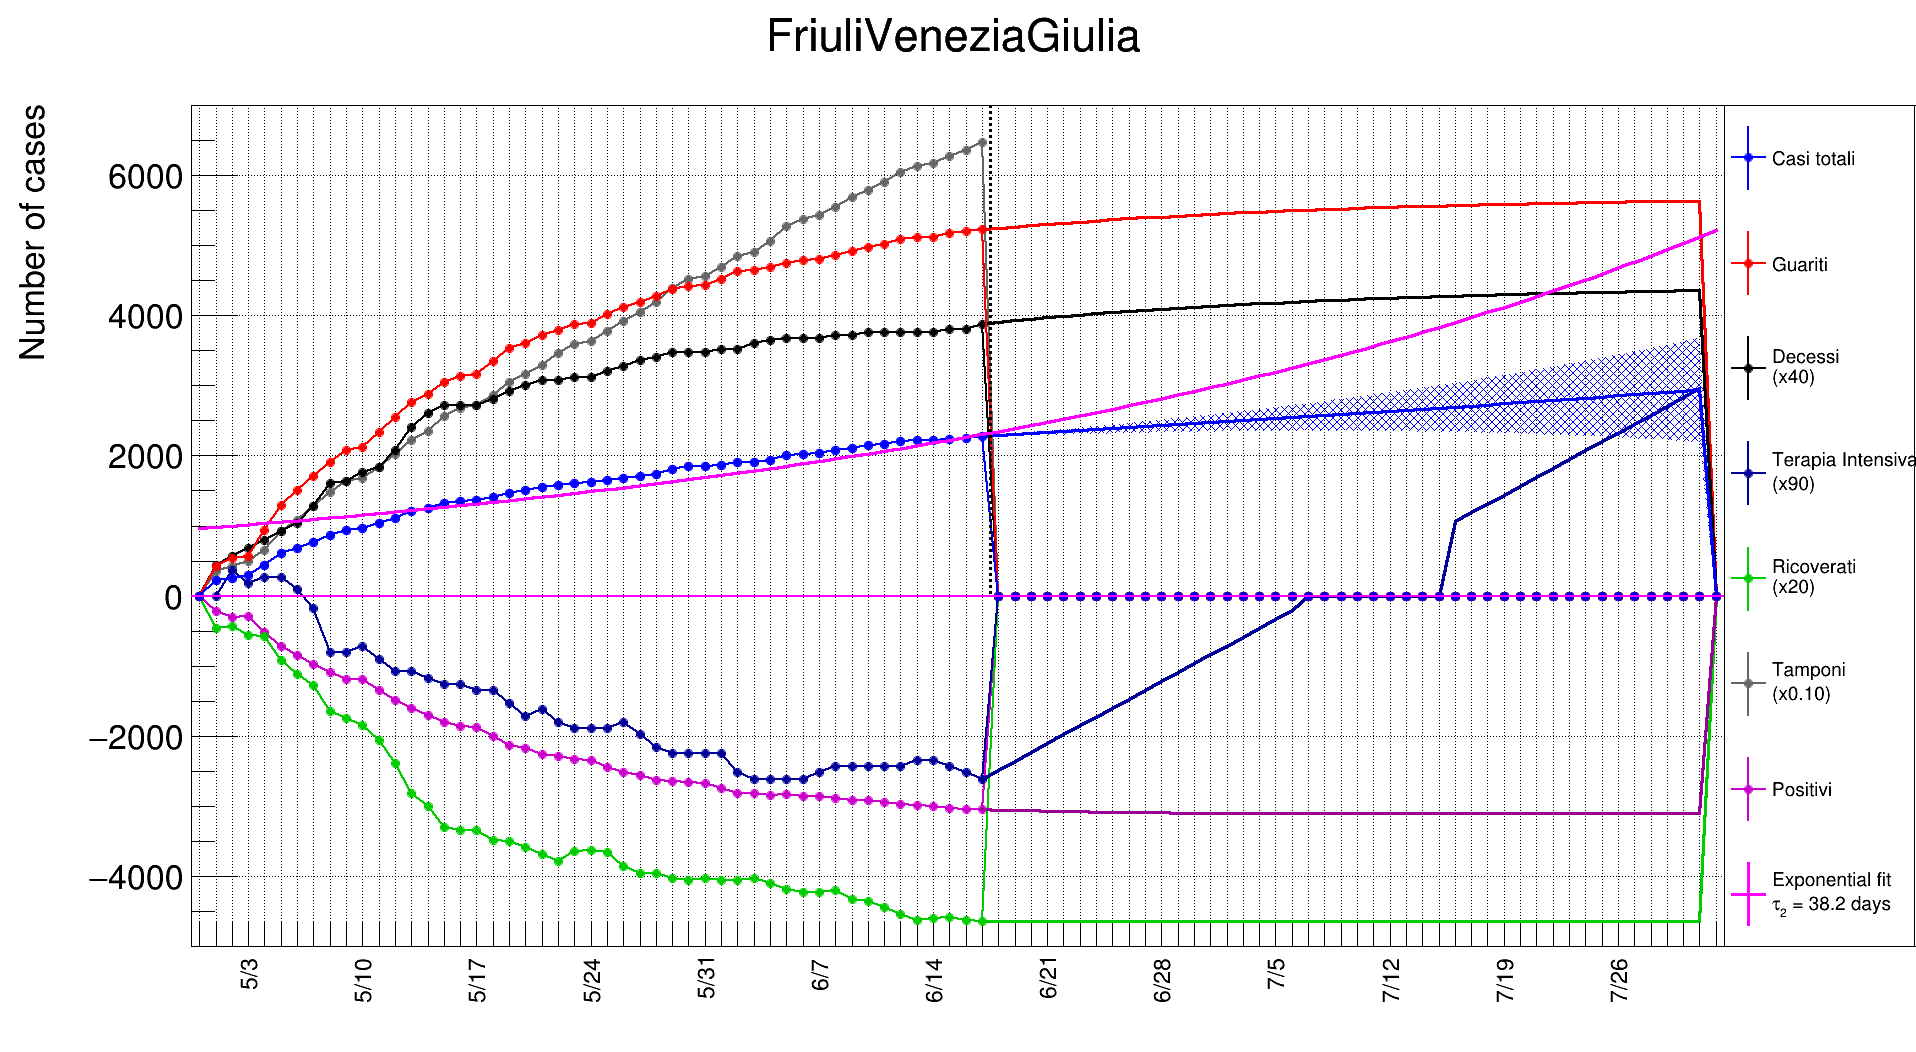 FriuliVeneziaGiulia
Number of cases
6000
4000
2000
0
−2000
−4000
5/3
5/10
5/17
5/24
5/31
6/7
6/14
6/21
6/28
7/5
7/12
7/19
7/26
Casi totali
Guariti
Decessi
(x40)
Terapia Intensiva
(x90)
Ricoverati
(x20)
Tamponi
(x0.10)
Positivi
Exponential fit
τ2 = 38.2 days